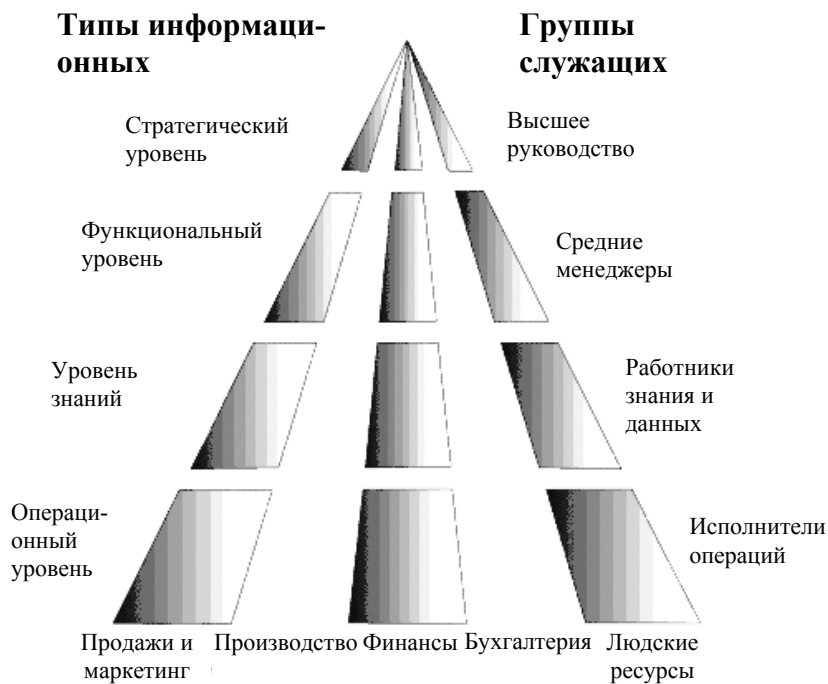 Типы информаци-
онных
Группы
служащих
Стратегический
уровень
Высшее
руководство
Функциональный
уровень
Средние
менеджеры
Уровень
знаний
Работники
знания и
данных
Операци-
онный
уровень
Исполнители
операций
Продажи и
маркетинг
Производство
Финансы
Бухгалтерия
Людские
ресурсы